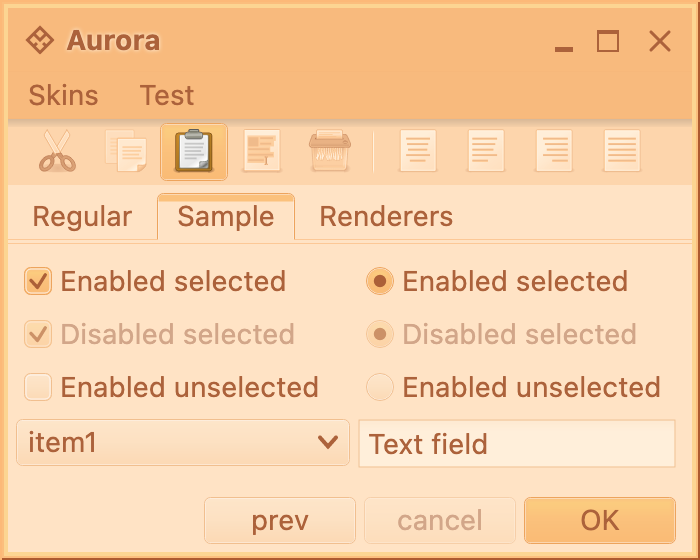 Aurora
Skins Test
Regular Sample Renderers
Enabled selected Enabled selected
Disabled selected Disabled selected
Enabled unselected Enabled unselected
item1 Text field
prev cancel OK